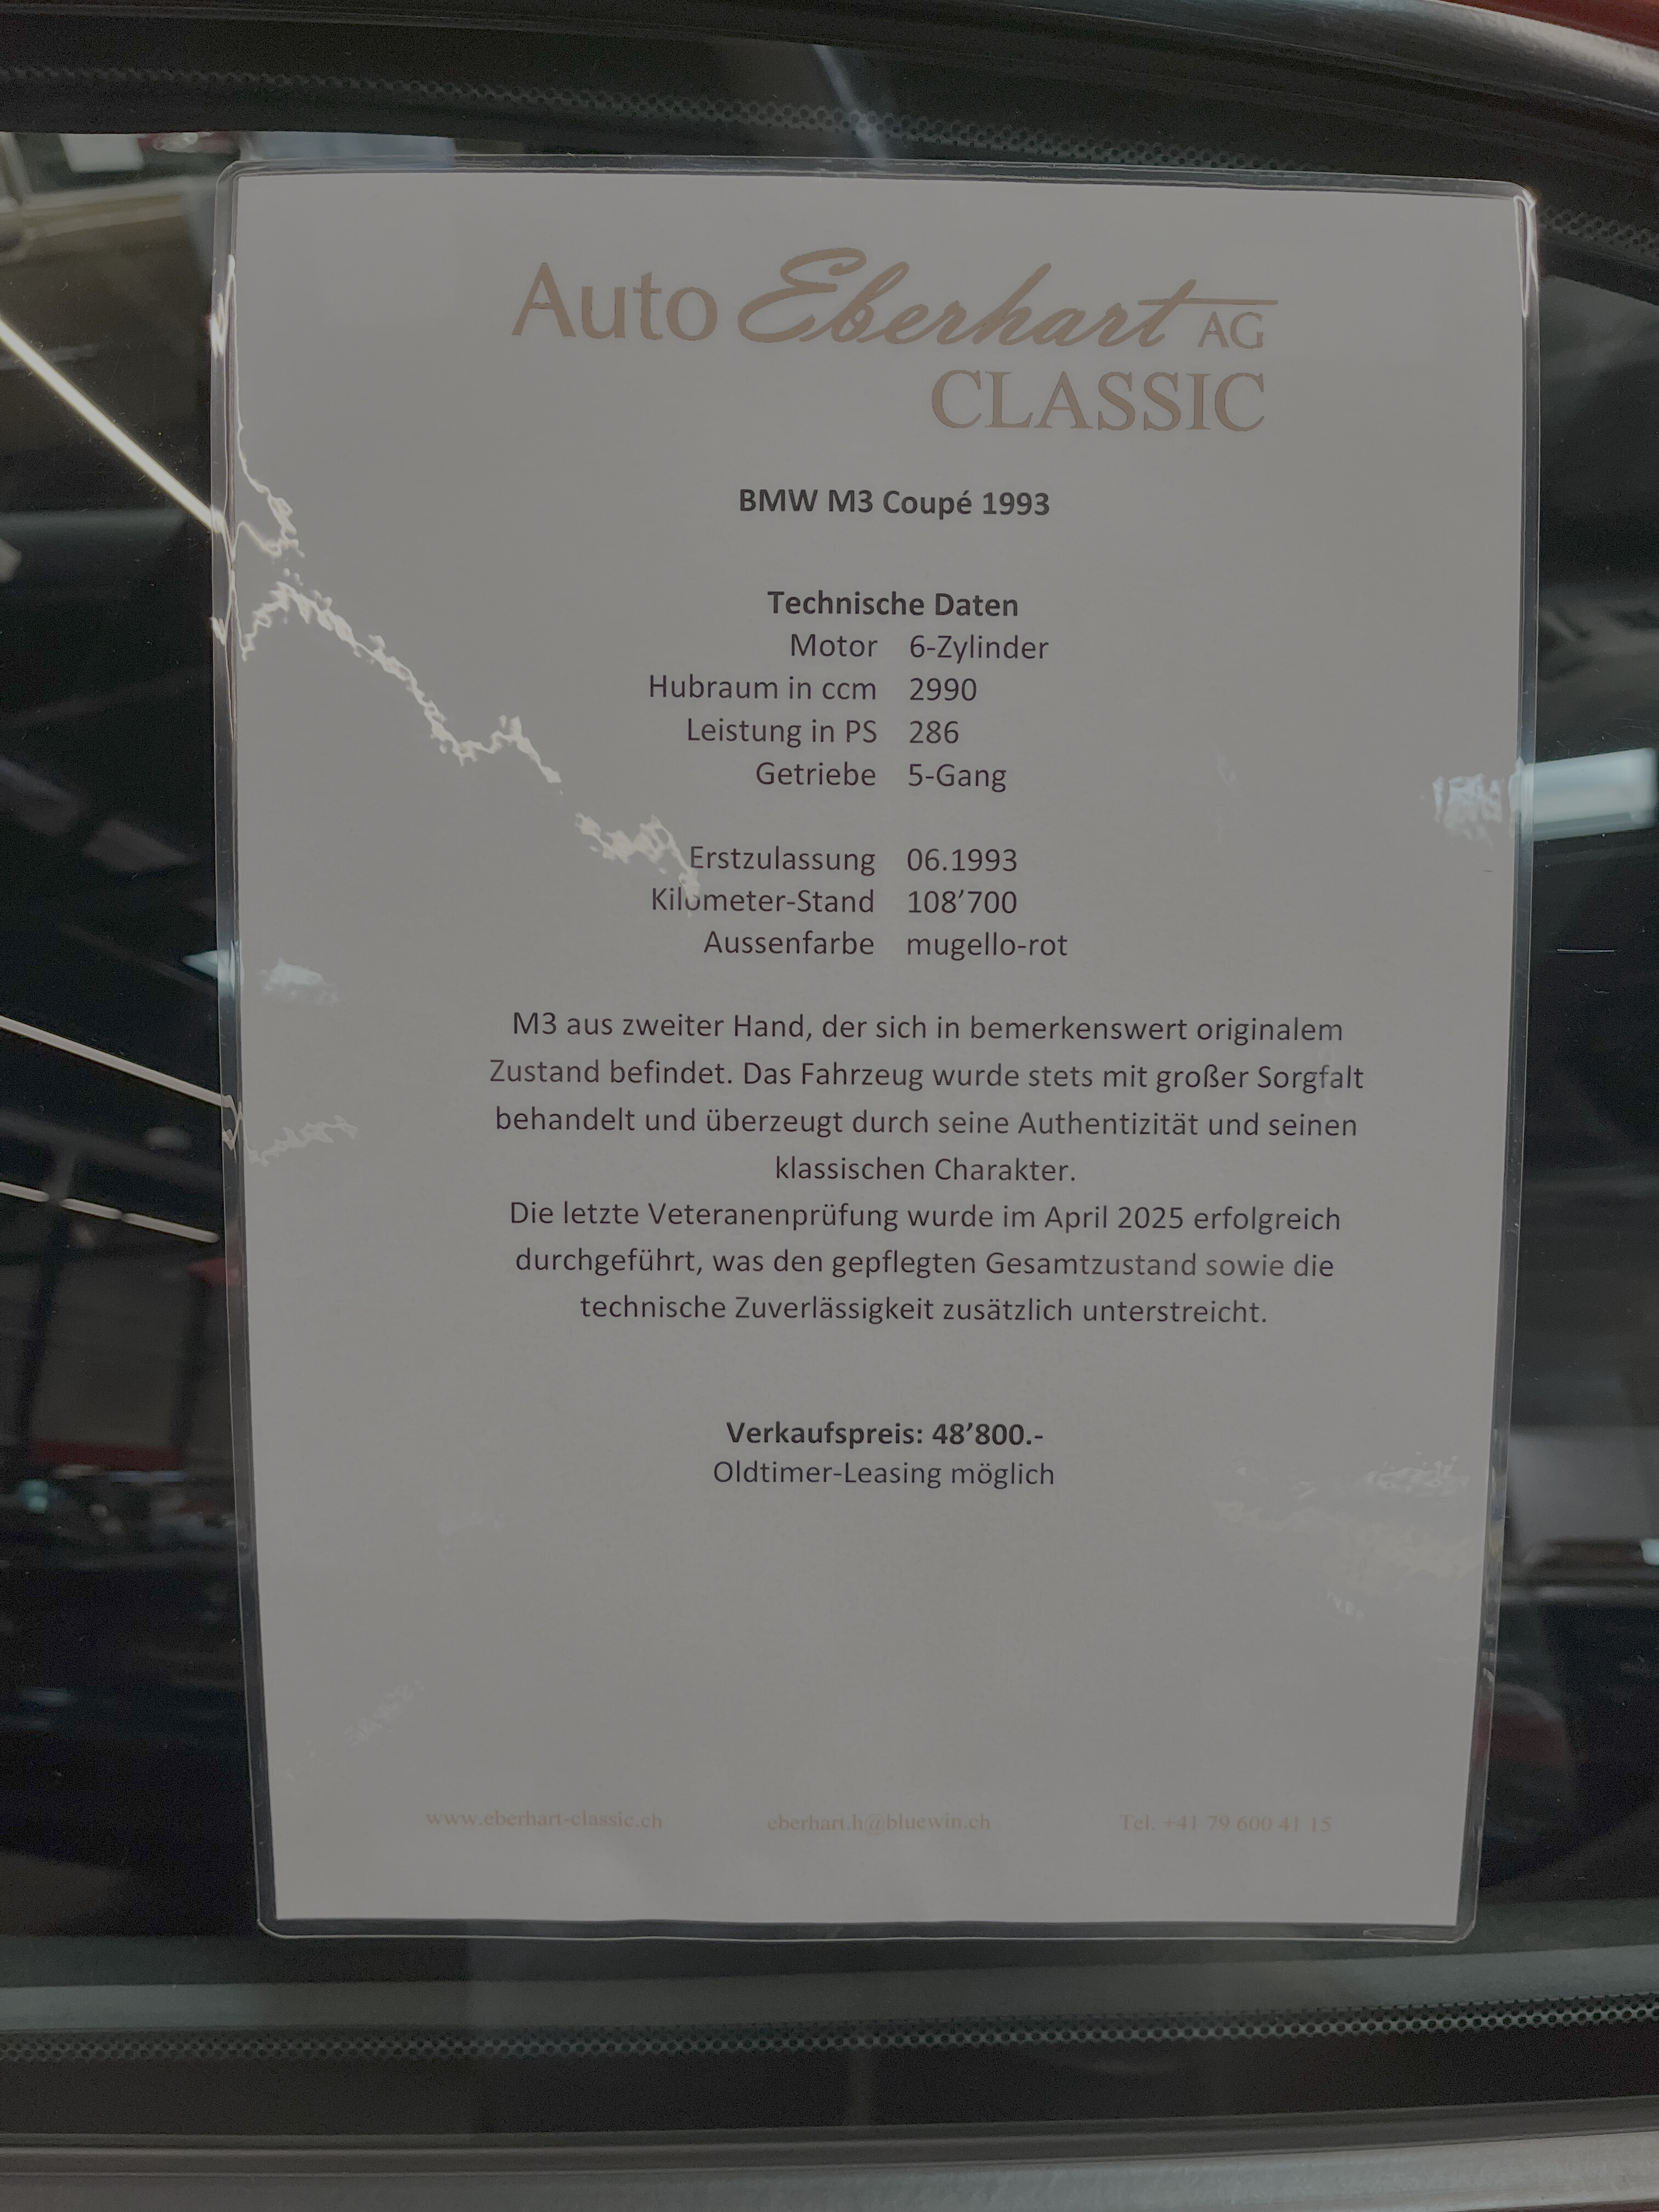 Auto Eberhart AG
CLASSIC
BMW M3 Coupé 1993
Technische Daten
Motor 6-Zylinder
Hubraum in ccm 2990
Leistung in PS 286
Getriebe 5-Gang
Erstzulassung 06.1993
Kilometer-Stand 108’700
Aussenfarbe mugello-rot
M3 aus zweiter Hand, der sich in bemerkenswert originalem
Zustand befindet. Das Fahrzeug wurde stets mit großer Sorgfalt
behandelt und überzeugt durch seine Authentizität und seinen
klassischen Charakter.
Die letzte Veteranenprüfung wurde im April 2025 erfolgreich
durchgeführt, was den gepflegten Gesamtzustand sowie die
technische Zuverlässigkeit zusätzlich unterstreicht.
Verkaufspreis: 48’800.-
Oldtimer-Leasing möglich
www.eberhart-classic.ch eberhart.h@bluewin.ch Tel. +41 79 600 41 15